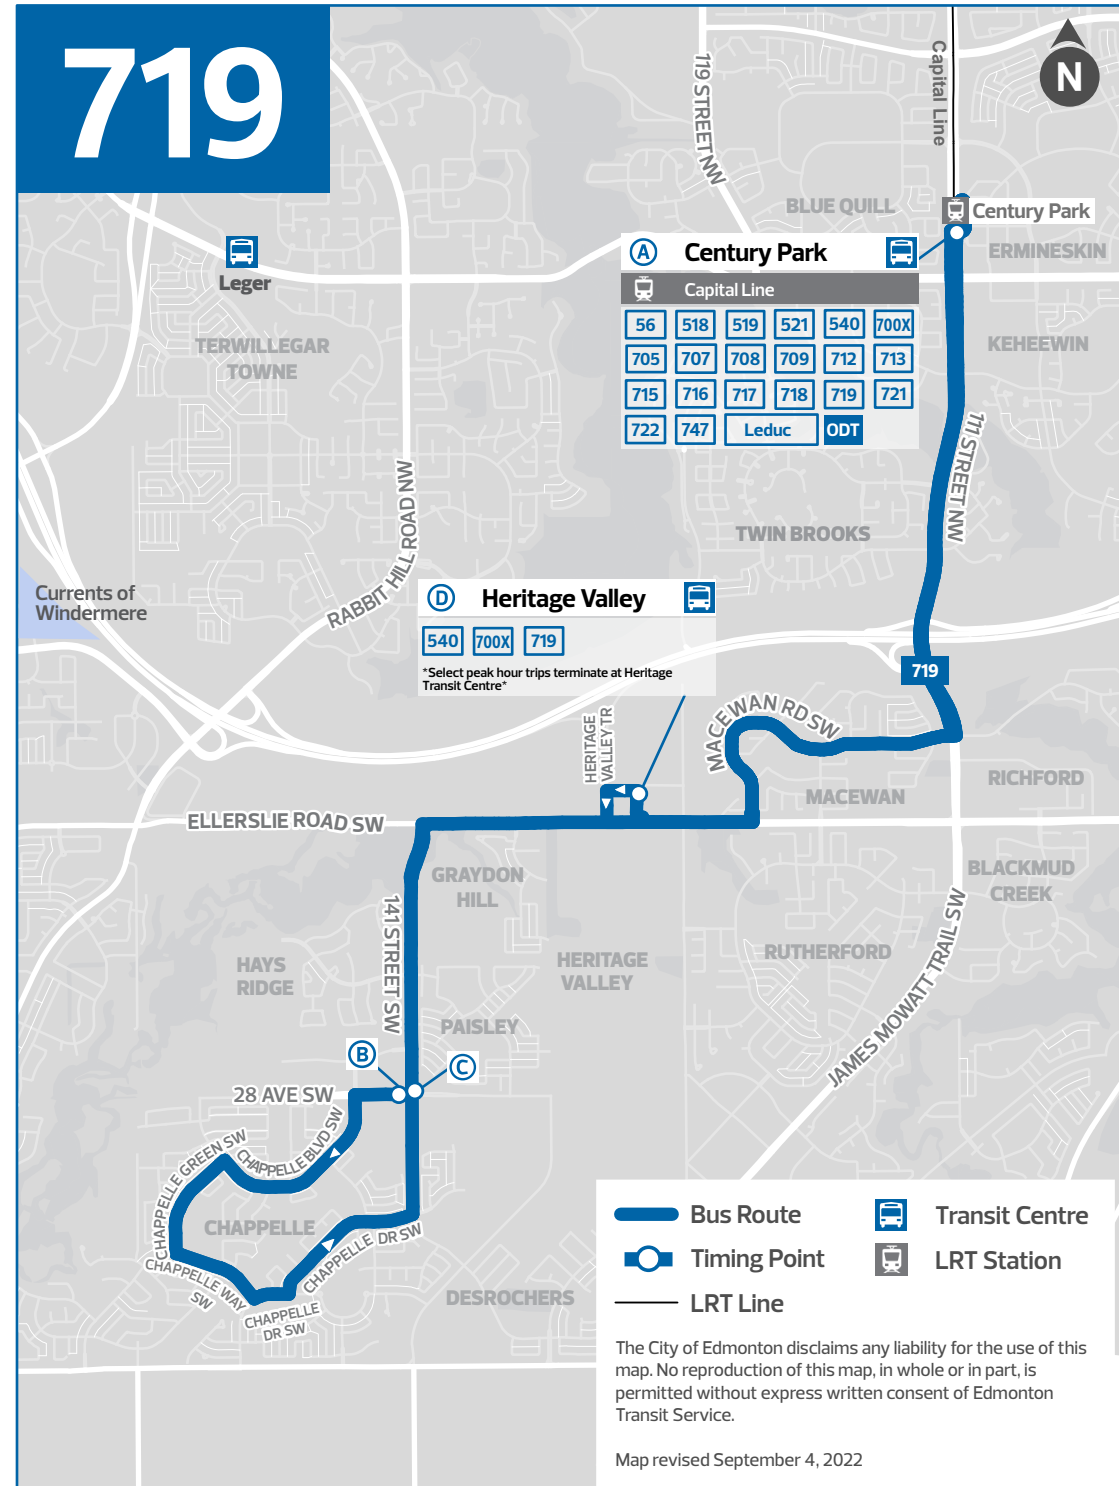 719
N
Capital Line
119 STREET NW
BLUE QUILL
Century Park
ERMINESKIN
Leger
A Century Park
Capital Line
56 518 519 521 540 700X
705 707 708 709 712 713
715 716 717 718 719 721
722 747 Leduc ODT
TERWILLEGAR
TOWNE
KEHEEWIN
111 STREET NW
RABBIT HILL ROAD NW
TWIN BROOKS
Currents of
Windermere
D Heritage Valley
540 700X 719
*Select peak hour trips terminate at Heritage
Transit Centre*
719
MACEWAN RD SW
HERITAGE
VALLEY TR
RICHFORD
MACEWAN
ELLERSLIE ROAD SW
GRAYDON
HILL
BLACKMUD
CREEK
141 STREET SW
HAYS
RIDGE
HERITAGE
VALLEY
RUTHERFORD
JAMES MOWATT TRAIL SW
PAISLEY
B
C
28 AVE SW
CHAPPELLE BLVD SW
CHAPPELLE GREEN SW
CHAPPELLE
CHAPPELLE DR SW
CHAPPELLE WAY
SW
CHAPPELLE
DR SW
DESROCHERS
Bus Route
Transit Centre
Timing Point
LRT Station
LRT Line
The City of Edmonton disclaims any liability for the use of this
map. No reproduction of this map, in whole or in part, is
permitted without express written consent of Edmonton
Transit Service.
Map revised September 4, 2022